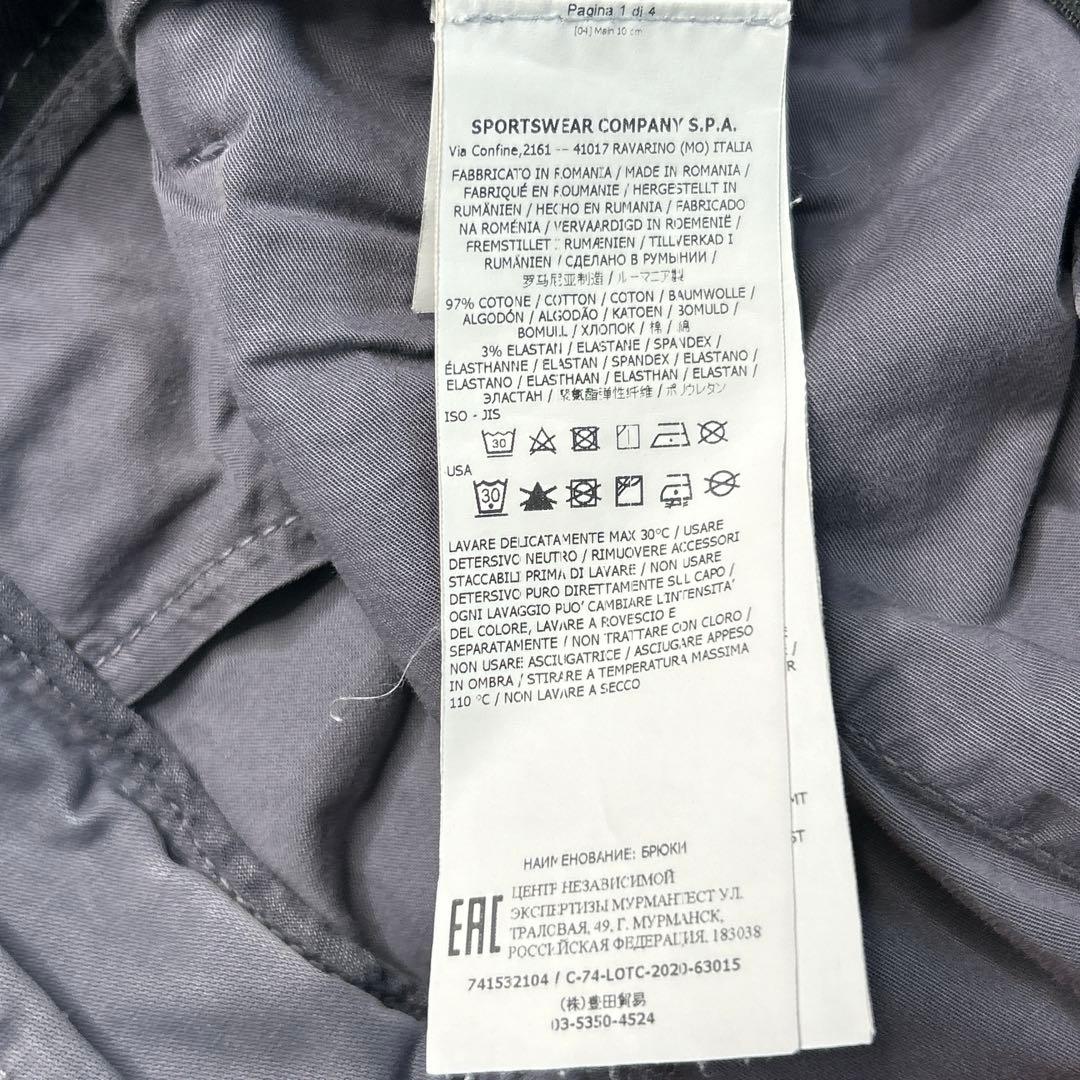 Pagina 1 di 4
[04] Main 10 cm
SPORTSWEAR COMPANY S.P.A.
Via Confine,2161 -- 41017 RAVARINO (MO) ITALIA
FABBRICATO IN ROMANIA / MADE IN ROMANIA /
FABRIQUÉ EN ROUMANIE / HERGESTELLT IN
RUMÄNIEN / HECHO EN RUMANIA / FABRICADO
NA ROMÉNIA / VERVAARDIGD IN ROEMENIË /
FREMSTILLET I RUMÆNIEN / TILLVERKAD I
RUMÄNIEN / СДЕЛАНО В РУМЫНИИ /
罗马尼亚制造 / ルーマニア製
97% COTONE / COTTON / COTON / BAUMWOLLE /
ALGODÓN / ALGODÃO / KATOEN / BOMULD /
BOMULL / ХЛОПОК / 棉 / 綿
3% ELASTAN / ELASTANE / SPANDEX /
ÉLASTHANNE / ELASTAN / SPANDEX / ELASTANO /
ELASTANO / ELASTHAAN / ELASTHAN / ELASTAN /
ЭЛАСТАН / 聚氨酯弹性纤维 / ポリウレタン
ISO - JIS
30
USA
30
LAVARE DELICATAMENTE MAX 30°C / USARE
DETERSIVO NEUTRO / RIMUOVERE ACCESSORI
STACCABILI PRIMA DI LAVARE / NON USARE
DETERSIVO PURO DIRETTAMENTE SUL CAPO /
OGNI LAVAGGIO PUO' CAMBIARE L'INTENSITA'
DEL COLORE, LAVARE A ROVESCIO E
SEPARATAMENTE / NON TRATTARE CON CLORO /
NON USARE ASCIUGATRICE / ASCIUGARE APPESO
IN OMBRA / STIRARE A TEMPERATURA MASSIMA
110 °C / NON LAVARE A SECCO
НАИМЕНОВАНИЕ: БРЮКИ
EAC
ЦЕНТР НЕЗАВИСИМОЙ
ЭКСПЕРТИЗЫ МУРМАНТЕСТ УЛ.
ТРАЛОВАЯ, 49, Г. МУРМАНСК,
РОССИЙСКАЯ ФЕДЕРАЦИЯ, 183038
741532104 / C-74-LOTC-2020-63015
(株)豊田貿易
03-5350-4524